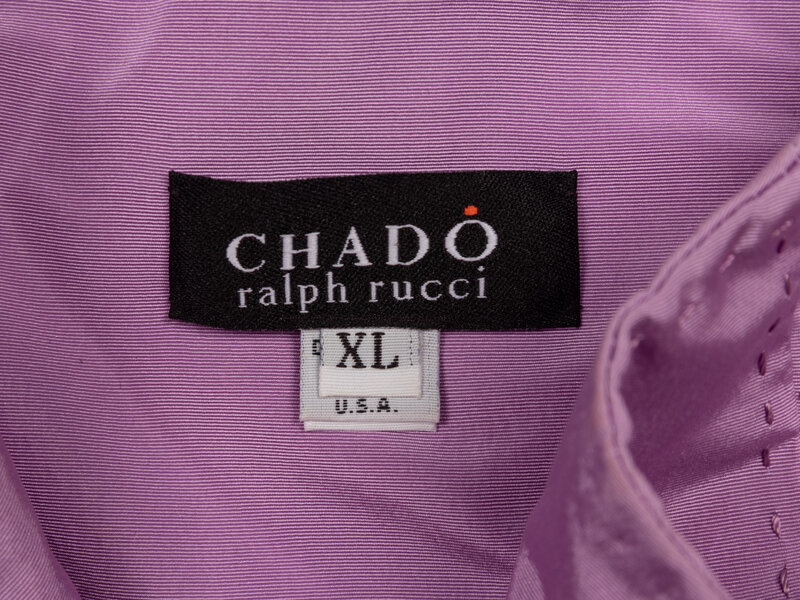 CHADO
ralph rucci
XL
U.S.A.